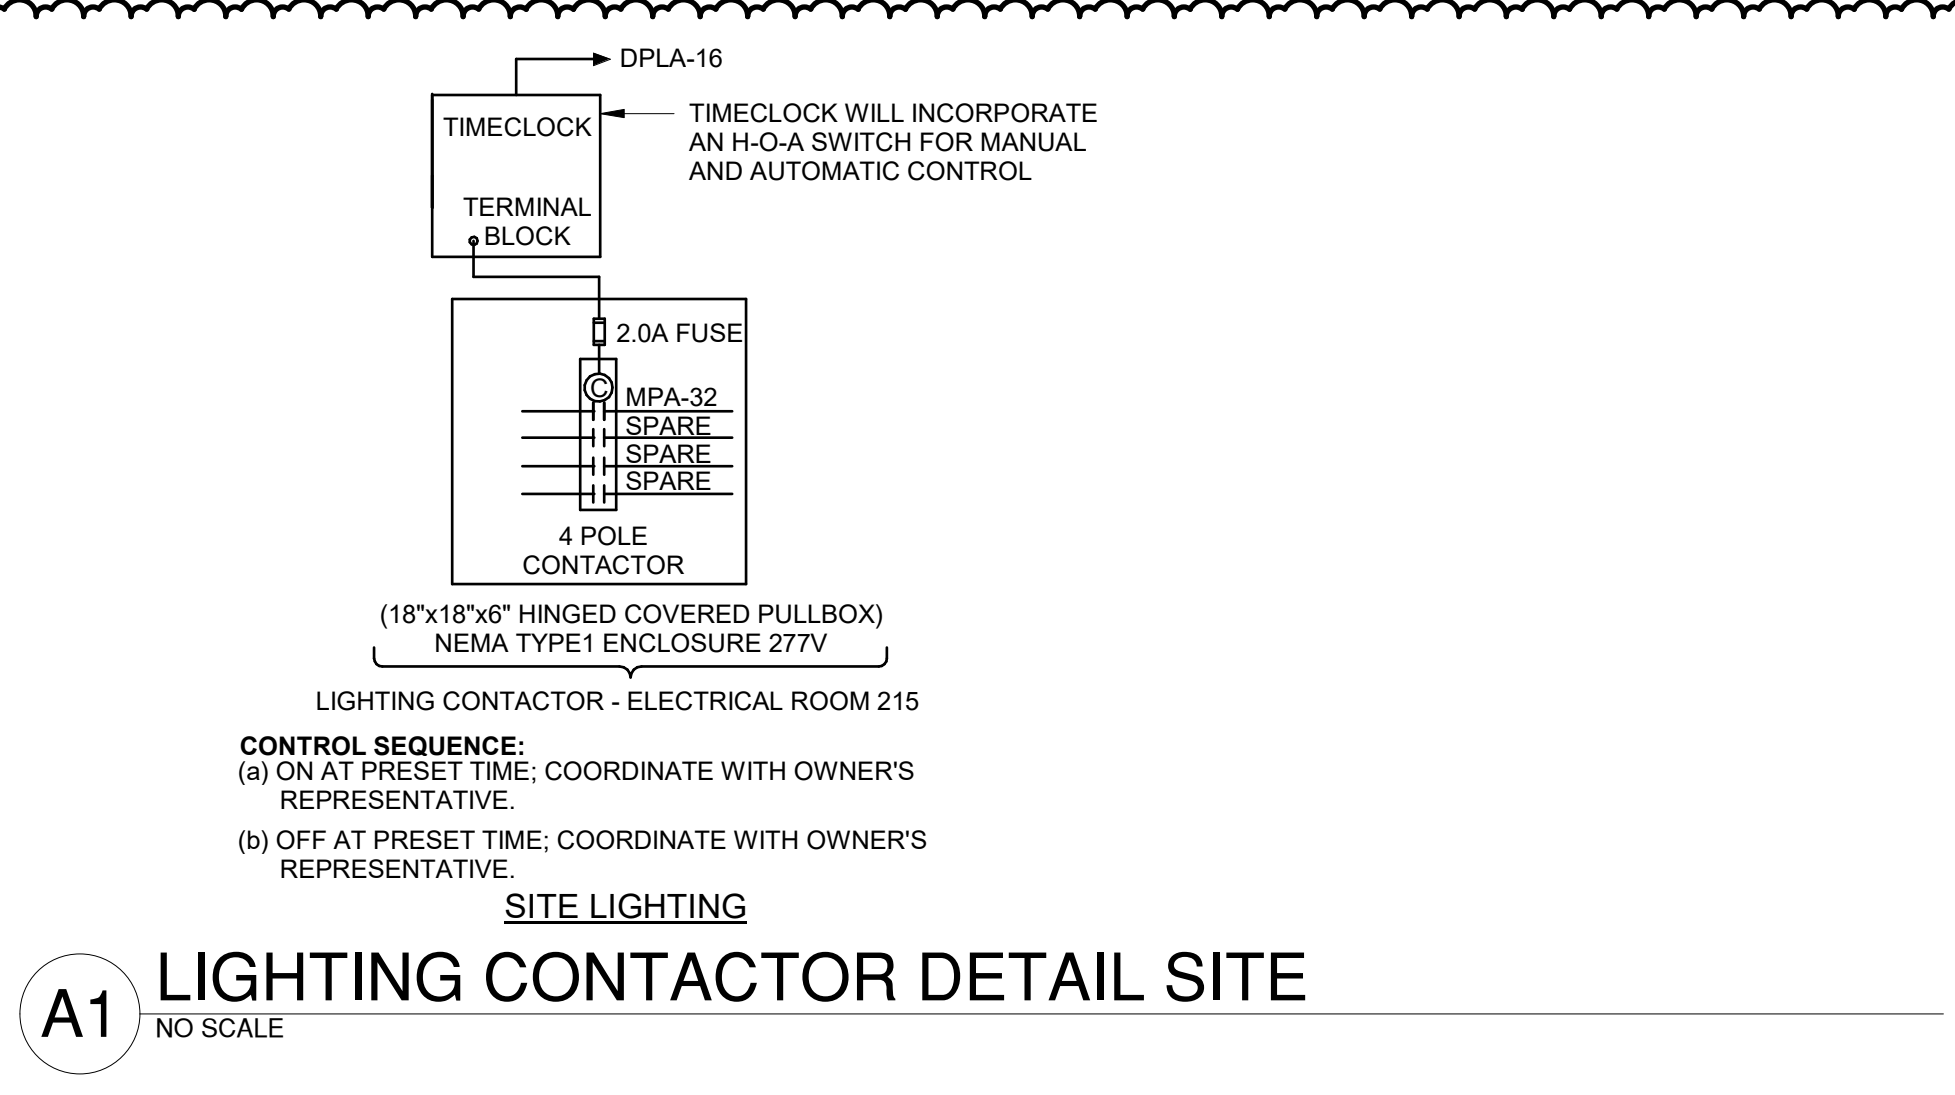 DPLA-16
TIMECLOCK
TIMECLOCK WILL INCORPORATE
AN H-O-A SWITCH FOR MANUAL
AND AUTOMATIC CONTROL
TERMINAL
BLOCK
2.0A FUSE
C
MPA-32
SPARE
SPARE
SPARE
4 POLE
CONTACTOR
(18"x18"x6" HINGED COVERED PULLBOX)
NEMA TYPE1 ENCLOSURE 277V
LIGHTING CONTACTOR - ELECTRICAL ROOM 215
CONTROL SEQUENCE:
(a) ON AT PRESET TIME; COORDINATE WITH OWNER'S
REPRESENTATIVE.
(b) OFF AT PRESET TIME; COORDINATE WITH OWNER'S
REPRESENTATIVE.
SITE LIGHTING
A1
LIGHTING CONTACTOR DETAIL SITE
NO SCALE